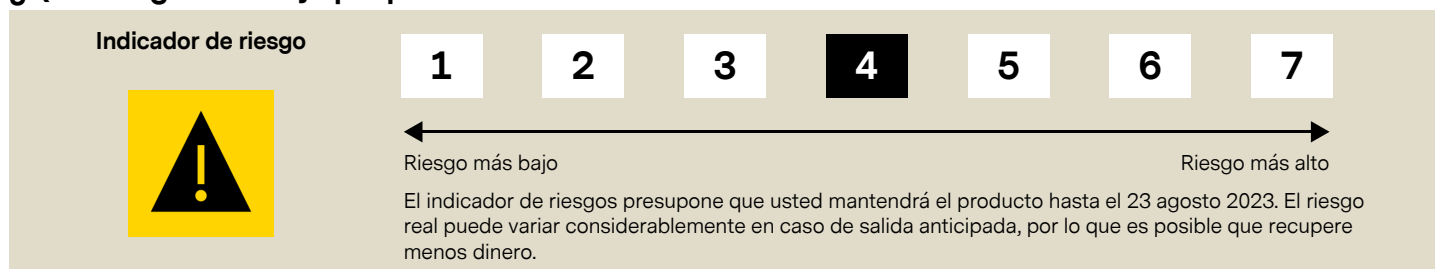 Indicador de riesgo
1 2 3 4 5 6 7
Riesgo más bajo Riesgo más alto
El indicador de riesgos presupone que usted mantendrá el producto hasta el 23 agosto 2023. El riesgo
real puede variar considerablemente en caso de salida anticipada, por lo que es posible que recupere
menos dinero.